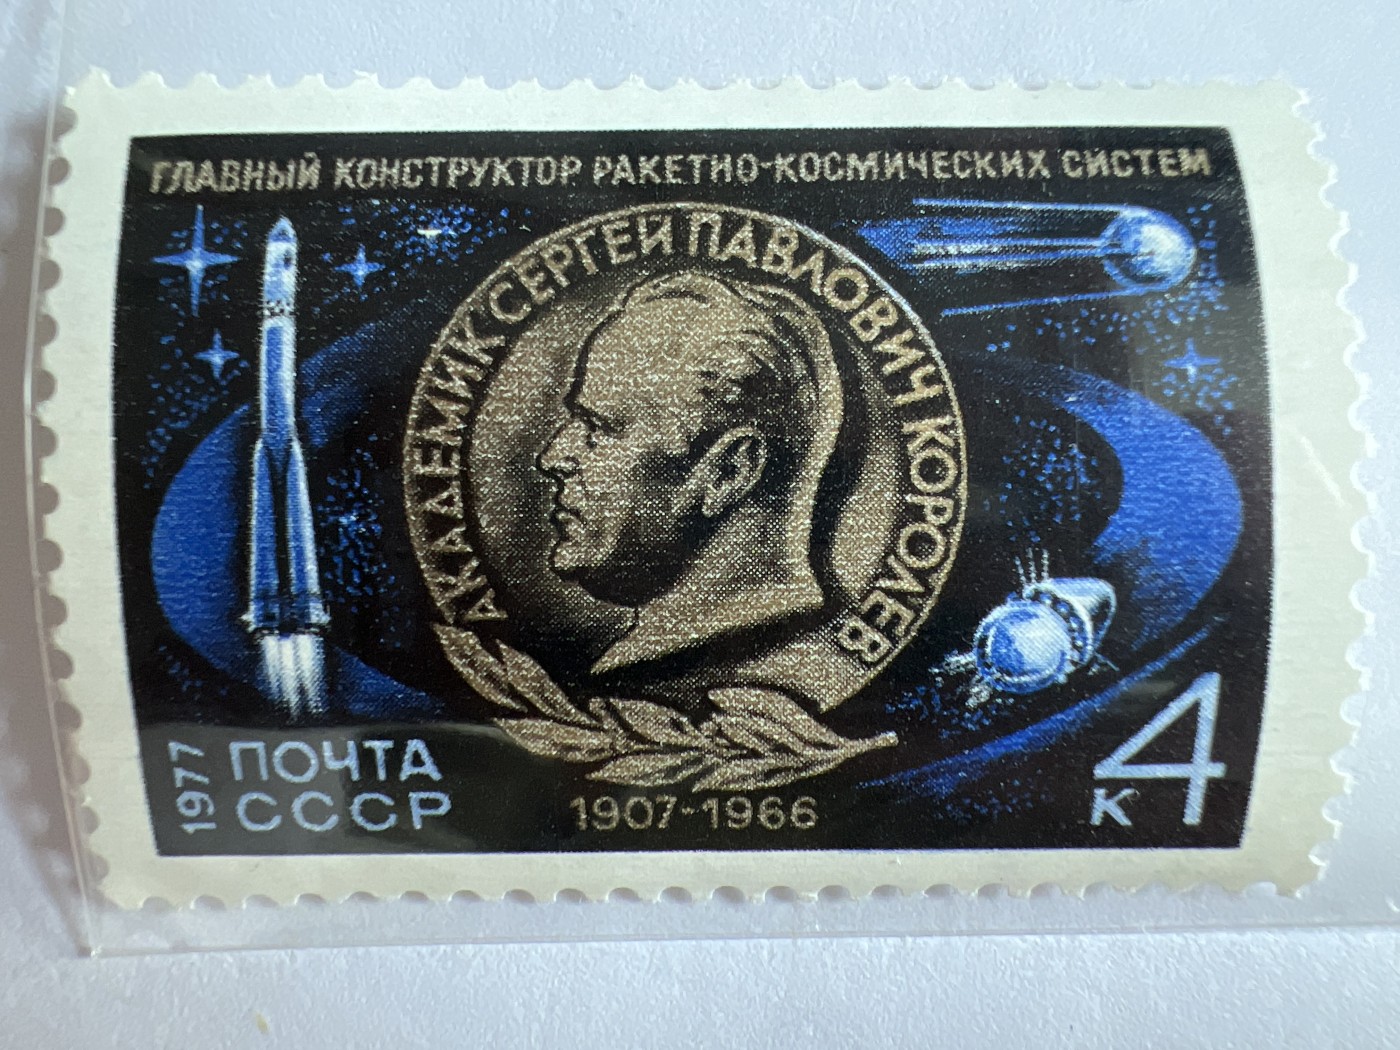 ГЛАВНЫЙ КОНСТРУКТОР РАКЕТНО-КОСМИЧЕСКИХ СИСТЕМ
АКАДЕМИК СЕРГЕЙ ПАВЛОВИЧ КОРОЛЕВ
1977
ПОЧТА
СССР
1907-1966
4
К